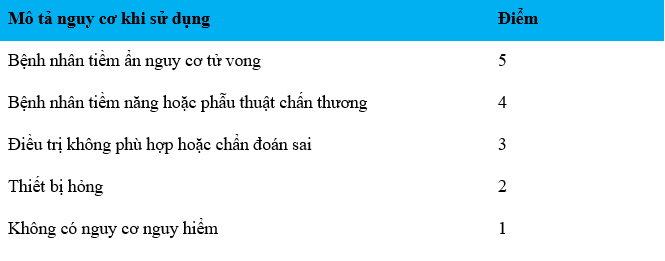 Mô tả nguy cơ khi sử dụng Điểm
Bệnh nhân tiềm ẩn nguy cơ tử vong 5
Bệnh nhân tiềm năng hoặc phẫu thuật chấn thương 4
Điều trị không phù hợp hoặc chẩn đoán sai 3
Thiết bị hỏng 2
Không có nguy cơ nguy hiểm 1